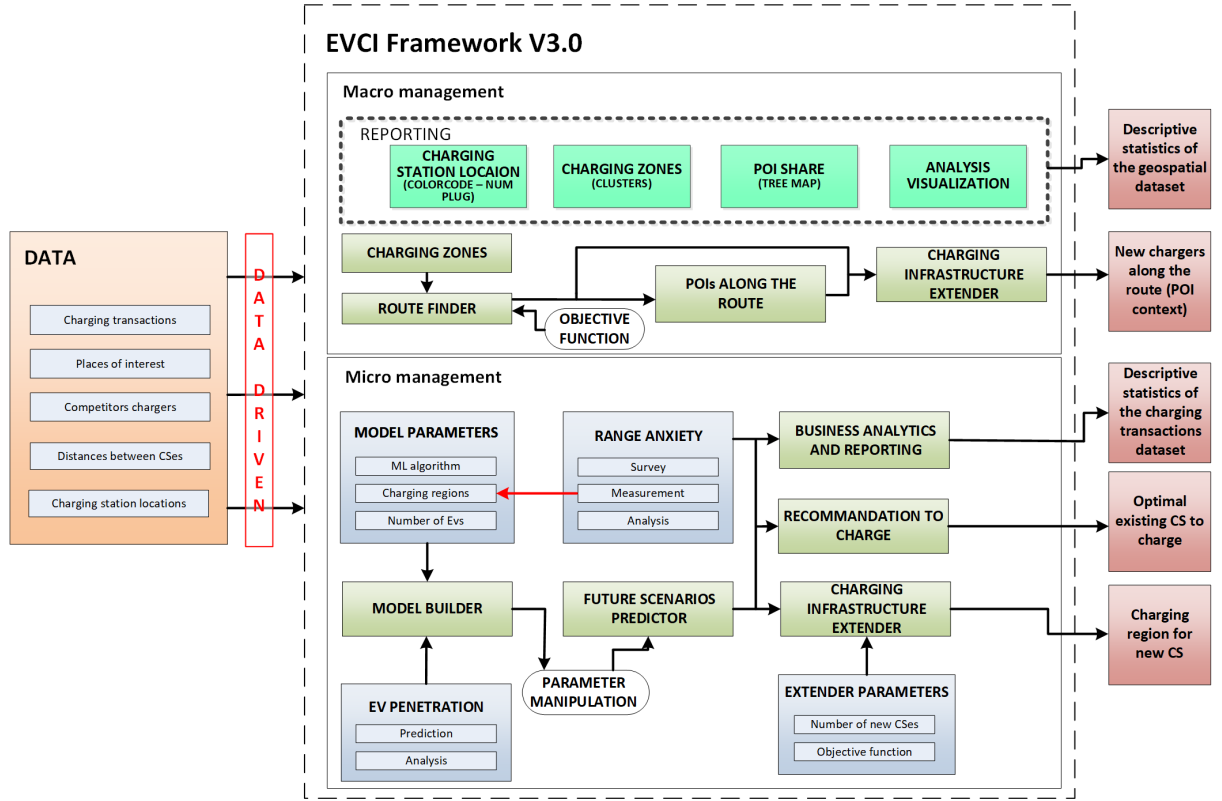 EVCI Framework V3.0
Macro management
REPORTING
CHARGING
STATION LOCAION
(COLORCODE – NUM
PLUG)
CHARGING ZONES
(CLUSTERS)
POI SHARE
(TREE MAP)
ANALYSIS
VISUALIZATION
Descriptive
statistics of
the geospatial
dataset
DATA
Charging transactions
Places of interest
Competitors chargers
Distances between CSes
Charging station locations
DATA DRIVEN
CHARGING ZONES
ROUTE FINDER
OBJECTIVE
FUNCTION
POIs ALONG THE
ROUTE
CHARGING
INFRASTRUCTURE
EXTENDER
New chargers
along the
route (POI
context)
Micro management
MODEL PARAMETERS
ML algorithm
Charging regions
Number of Evs
RANGE ANXIETY
Survey
Measurement
Analysis
BUSINESS ANALYTICS
AND REPORTING
Descriptive
statistics of
the charging
transactions
dataset
RECOMMANDATION TO
CHARGE
Optimal
existing CS to
charge
MODEL BUILDER
FUTURE SCENARIOS
PREDICTOR
CHARGING
INFRASTRUCTURE
EXTENDER
Charging
region for
new CS
PARAMETER
MANIPULATION
EV PENETRATION
Prediction
Analysis
EXTENDER PARAMETERS
Number of new CSes
Objective function